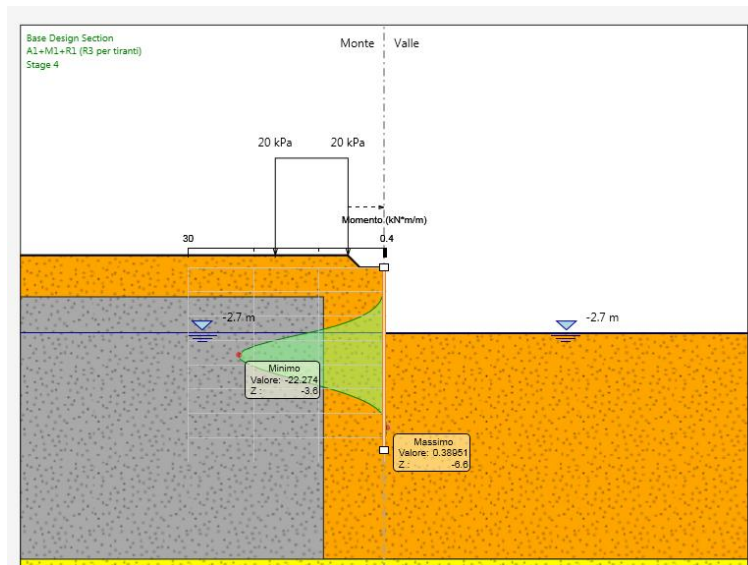 Base Design Section
A1+M1+R1 (R3 per tiranti)
Stage 4
Monte
Valle
20 kPa
20 kPa
Momento (kN*m/m)
30
0.4
-2.7 m
-2.7 m
Minimo
Valore: -22.274
Z : -3.6
Massimo
Valore: 0.38951
Z : -6.6